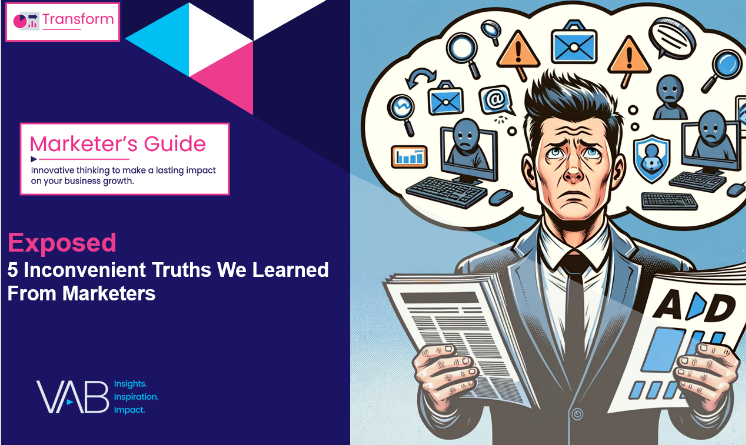 Transform
Marketer's Guide
Innovative thinking to make a lasting impact
on your business growth.
Exposed
5 Inconvenient Truths We Learned
From Marketers
VAB
Insights.
Inspiration.
Impact.
@
AD